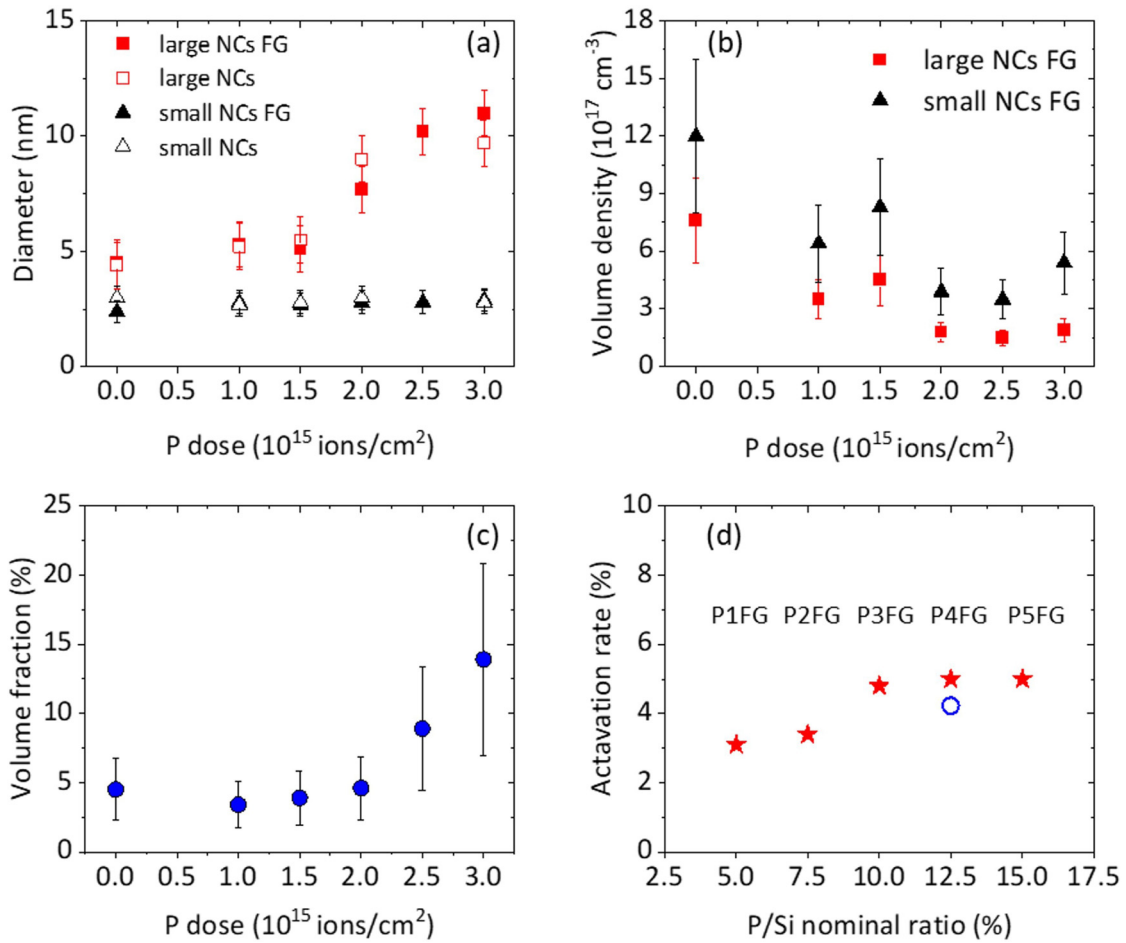 (a)
large NCs FG
large NCs
small NCs FG
small NCs
15
10
5
0
Diameter (nm)
0.0 0.5 1.0 1.5 2.0 2.5 3.0
P dose (10¹⁵ ions/cm²)
(b)
large NCs FG
small NCs FG
18
15
12
9
6
3
0
Volume density (10¹⁷ cm⁻³)
0.0 0.5 1.0 1.5 2.0 2.5 3.0
P dose (10¹⁵ ions/cm²)
(c)
25
20
15
10
5
0
Volume fraction (%)
0.0 0.5 1.0 1.5 2.0 2.5 3.0
P dose (10¹⁵ ions/cm²)
(d)
10
8
6
4
2
0
Actavation rate (%)
P1FG P2FG P3FG P4FG P5FG
2.5 5.0 7.5 10.0 12.5 15.0 17.5
P/Si nominal ratio (%)